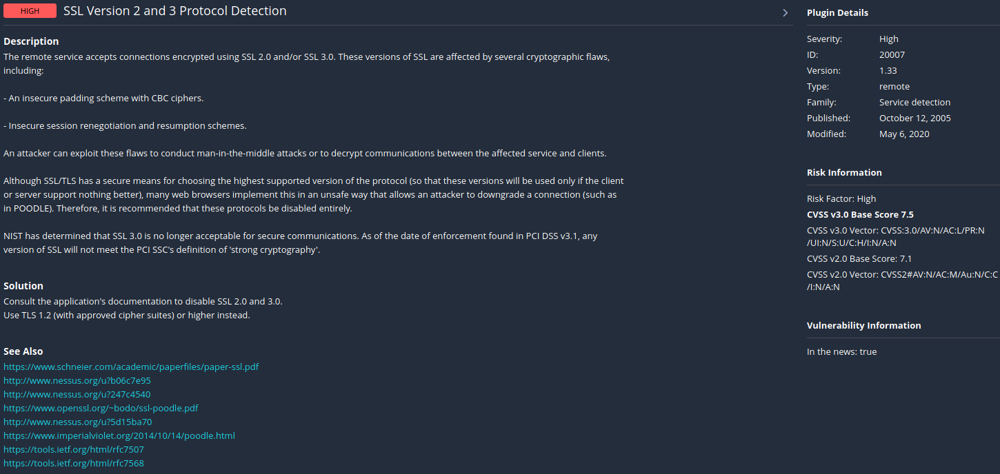 HIGH
SSL Version 2 and 3 Protocol Detection
Description
The remote service accepts connections encrypted using SSL 2.0 and/or SSL 3.0. These versions of SSL are affected by several cryptographic flaws,
including:
- An insecure padding scheme with CBC ciphers.
- Insecure session renegotiation and resumption schemes.
An attacker can exploit these flaws to conduct man-in-the-middle attacks or to decrypt communications between the affected service and clients.
Although SSL/TLS has a secure means for choosing the highest supported version of the protocol (so that these versions will be used only if the client
or server support nothing better), many web browsers implement this in an unsafe way that allows an attacker to downgrade a connection (such as
in POODLE). Therefore, it is recommended that these protocols be disabled entirely.
NIST has determined that SSL 3.0 is no longer acceptable for secure communications. As of the date of enforcement found in PCI DSS v3.1, any
version of SSL will not meet the PCI SSC's definition of 'strong cryptography'.
Solution
Consult the application's documentation to disable SSL 2.0 and 3.0.
Use TLS 1.2 (with approved cipher suites) or higher instead.
See Also
https://www.schneier.com/academic/paperfiles/paper-ssl.pdf
http://www.nessus.org/u?b06c7e95
http://www.nessus.org/u?247c4540
https://www.openssl.org/~bodo/ssl-poodle.pdf
http://www.nessus.org/u?5d15ba70
https://www.imperialviolet.org/2014/10/14/poodle.html
https://tools.ietf.org/html/rfc7507
https://tools.ietf.org/html/rfc7568
Plugin Details
Severity: High
ID: 20007
Version: 1.33
Type: remote
Family: Service detection
Published: October 12, 2005
Modified: May 6, 2020
Risk Information
Risk Factor: High
CVSS v3.0 Base Score 7.5
CVSS v3.0 Vector: CVSS:3.0/AV:N/AC:L/PR:N
/UI:N/S:U/C:H/I:N/A:N
CVSS v2.0 Base Score: 7.1
CVSS v2.0 Vector: CVSS2#AV:N/AC:M/Au:N/C:C
/I:N/A:N
Vulnerability Information
In the news: true